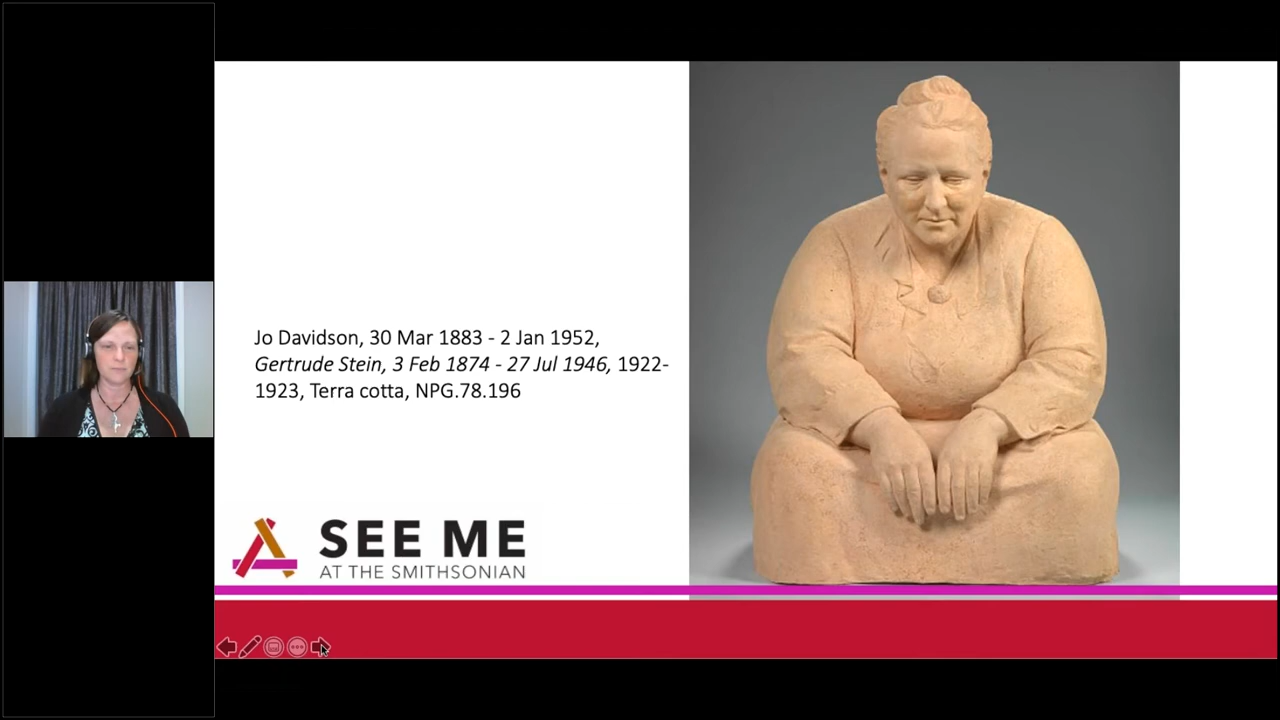 Jo Davidson, 30 Mar 1883 - 2 Jan 1952,
Gertrude Stein, 3 Feb 1874 - 27 Jul 1946, 1922-
1923, Terra cotta, NPG.78.196
SEE ME
AT THE SMITHSONIAN